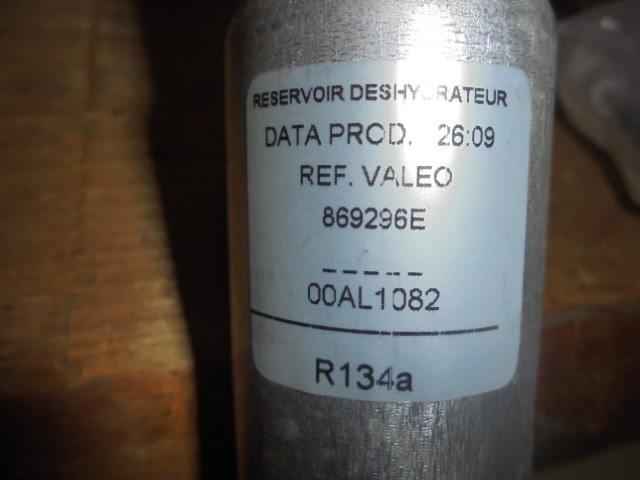 RESERVOIR DESHYDRATEUR
DATA PROD. 26:09
REF. VALEO
869296E
_ _ _ _ _
00AL1082
R134a